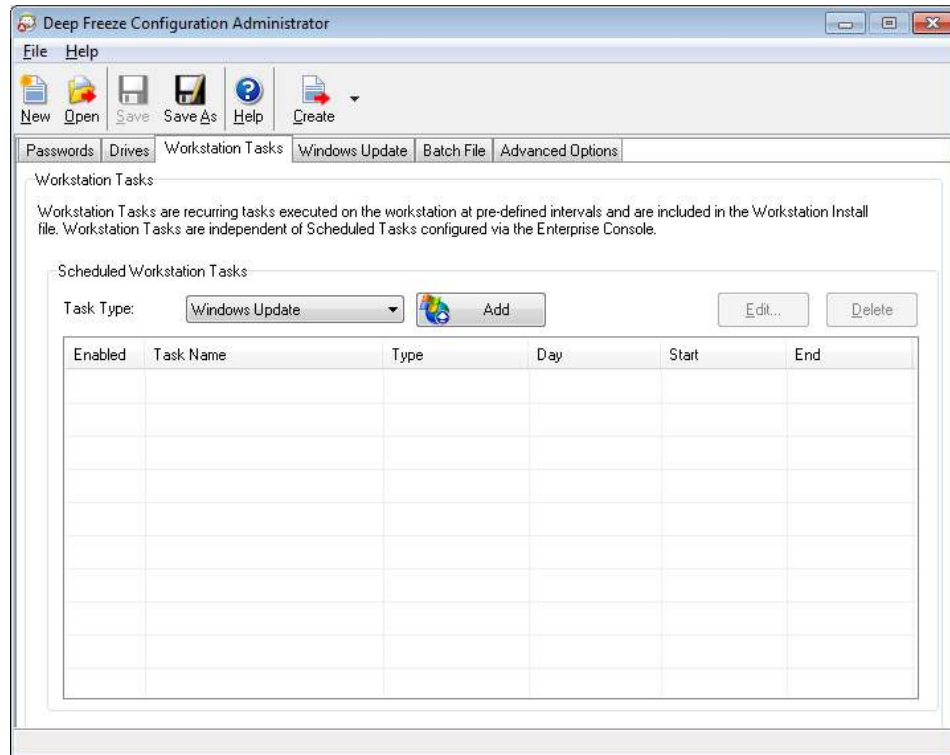 Deep Freeze Configuration Administrator
File Help
New Open Save Save As Help Create
Passwords Drives Workstation Tasks Windows Update Batch File Advanced Options
Workstation Tasks
Workstation Tasks are recurring tasks executed on the workstation at pre-defined intervals and are included in the Workstation Install
file. Workstation Tasks are independent of Scheduled Tasks configured via the Enterprise Console.
Scheduled Workstation Tasks
Task Type: Windows Update Add Edit... Delete
Enabled Task Name Type Day Start End